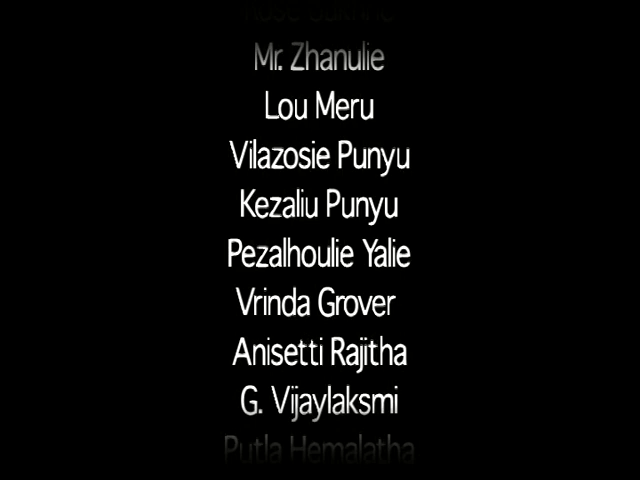 Mr. Zhanulie
Lou Meru
Vilazosie Punyu
Kezaliu Punyu
Pezalhoulie Yalie
Vrinda Grover
Anisetti Rajitha
G. Vijaylaksmi
Putla Hemalatha